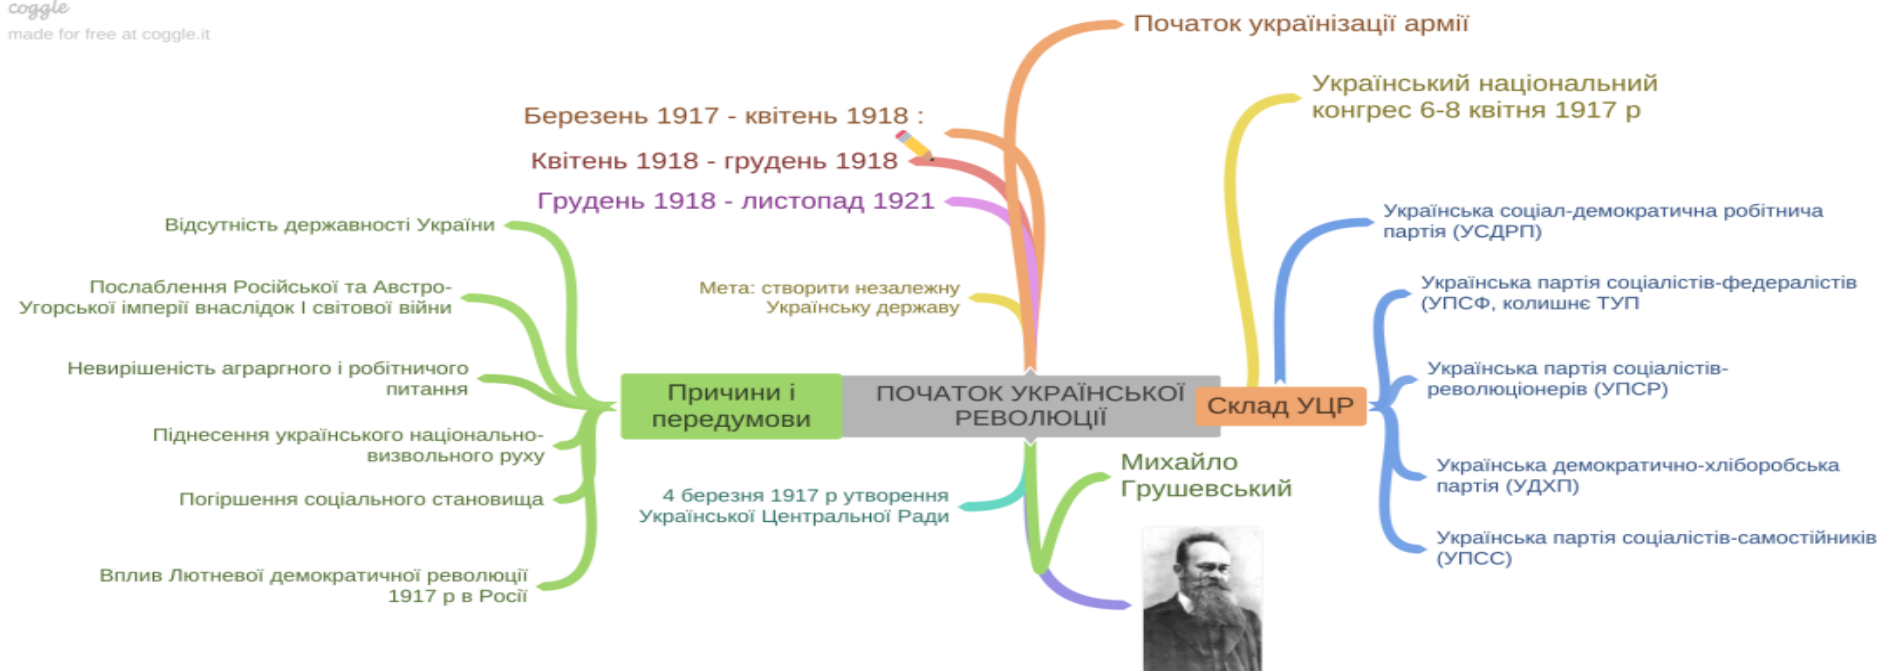 coggle
made for free at coggle.it
Початок українізації армії
Український національний
конгрес 6-8 квітня 1917 р
Березень 1917 - квітень 1918 :
Квітень 1918 - грудень 1918
Грудень 1918 - листопад 1921
Мета: створити незалежну
Українську державу
Відсутність державності України
Послаблення Російської та Австро-
Угорської імперії внаслідок І світової війни
Невирішеність аграргного і робітничого
питання
Піднесення українського національно-
визвольного руху
Погіршення соціального становища
Вплив Лютневої демократичної революції
1917 р в Росії
Причини і
передумови
ПОЧАТОК УКРАЇНСЬКОЇ
РЕВОЛЮЦІЇ
Склад УЦР
Українська соціал-демократична робітнича
партія (УСДРП)
Українська партія соціалістів-федералістів
(УПСФ, колишнє ТУП
Українська партія соціалістів-
революціонерів (УПСР)
Українська демократично-хліборобська
партія (УДХП)
Українська партія соціалістів-самостійників
(УПСС)
4 березня 1917 р утворення
Української Центральної Ради
Михайло
Грушевський